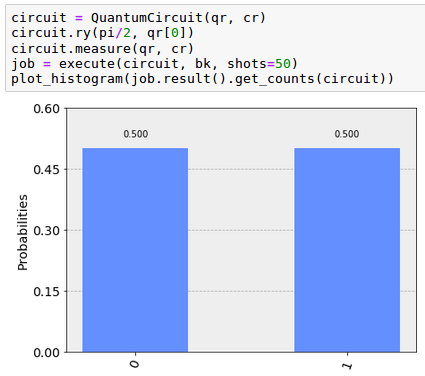 circuit = QuantumCircuit(qr, cr)
circuit.ry(pi/2, qr[0])
circuit.measure(qr, cr)
job = execute(circuit, bk, shots=50)
plot_histogram(job.result().get_counts(circuit))
0.60
0.500 0.500
0.45
Probabilities
0.30
0.15
0.00
0 1